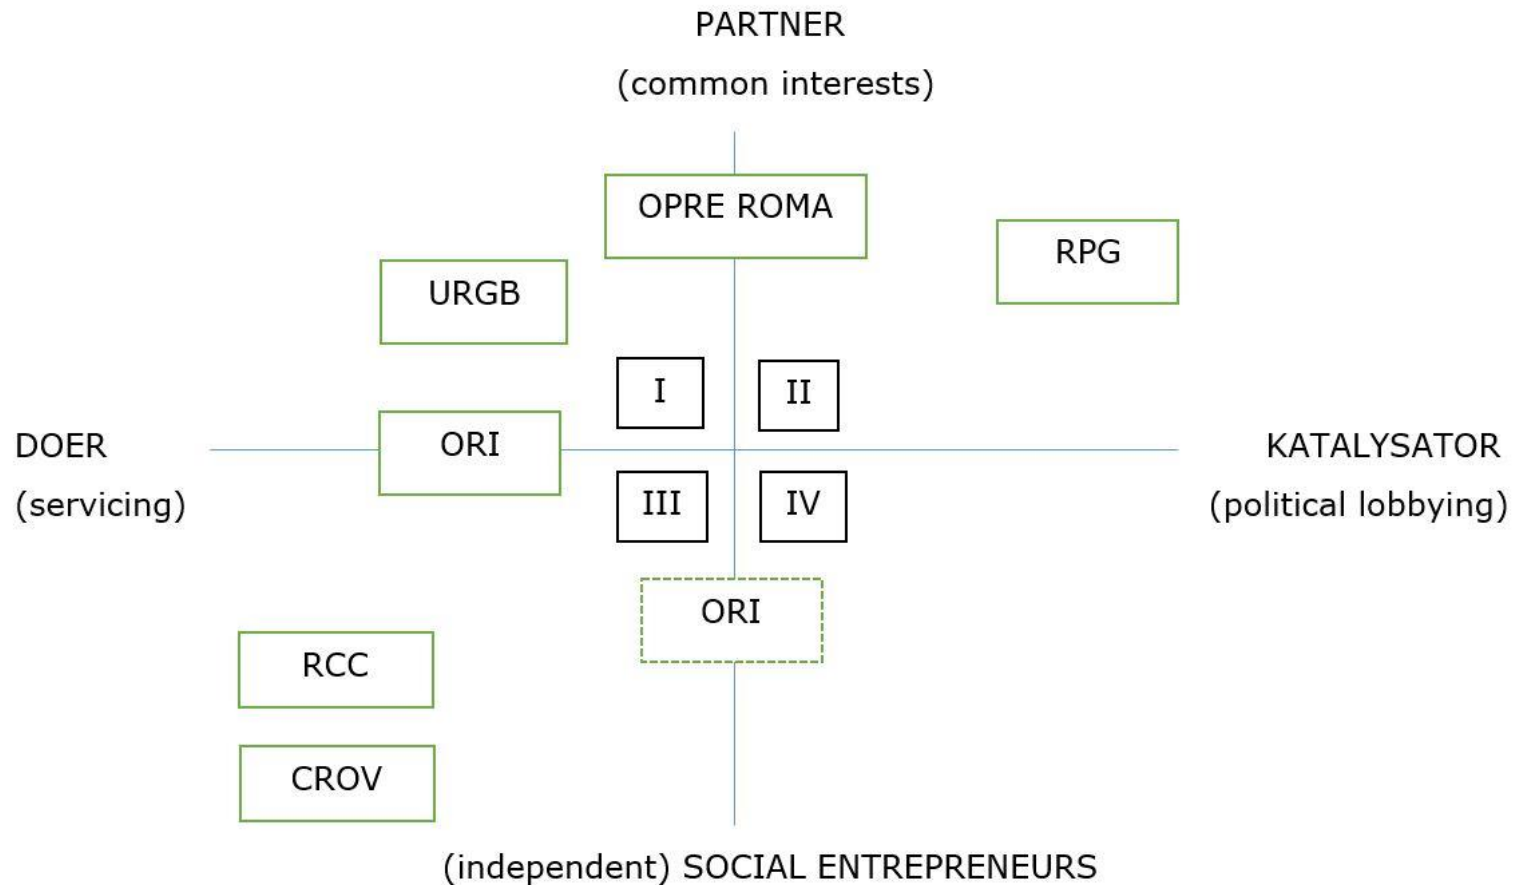 PARTNER
(common interests)
OPRE ROMA
RPG
URGB
I
II
DOER
ORI
KATALYSATOR
(servicing)
III
IV
(political lobbying)
ORI
RCC
CROV
(independent) SOCIAL ENTREPRENEURS